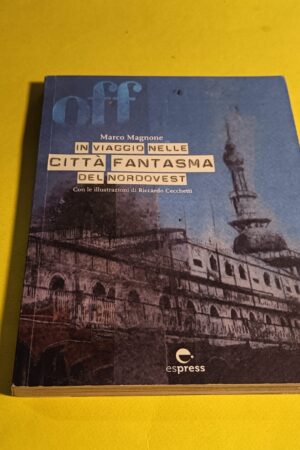 off
Marco Magnone
IN VIAGGIO NELLE
CITTÀ FANTASMA
DEL NORDOVEST
Con le illustrazioni di Riccardo Cecchetti
espress